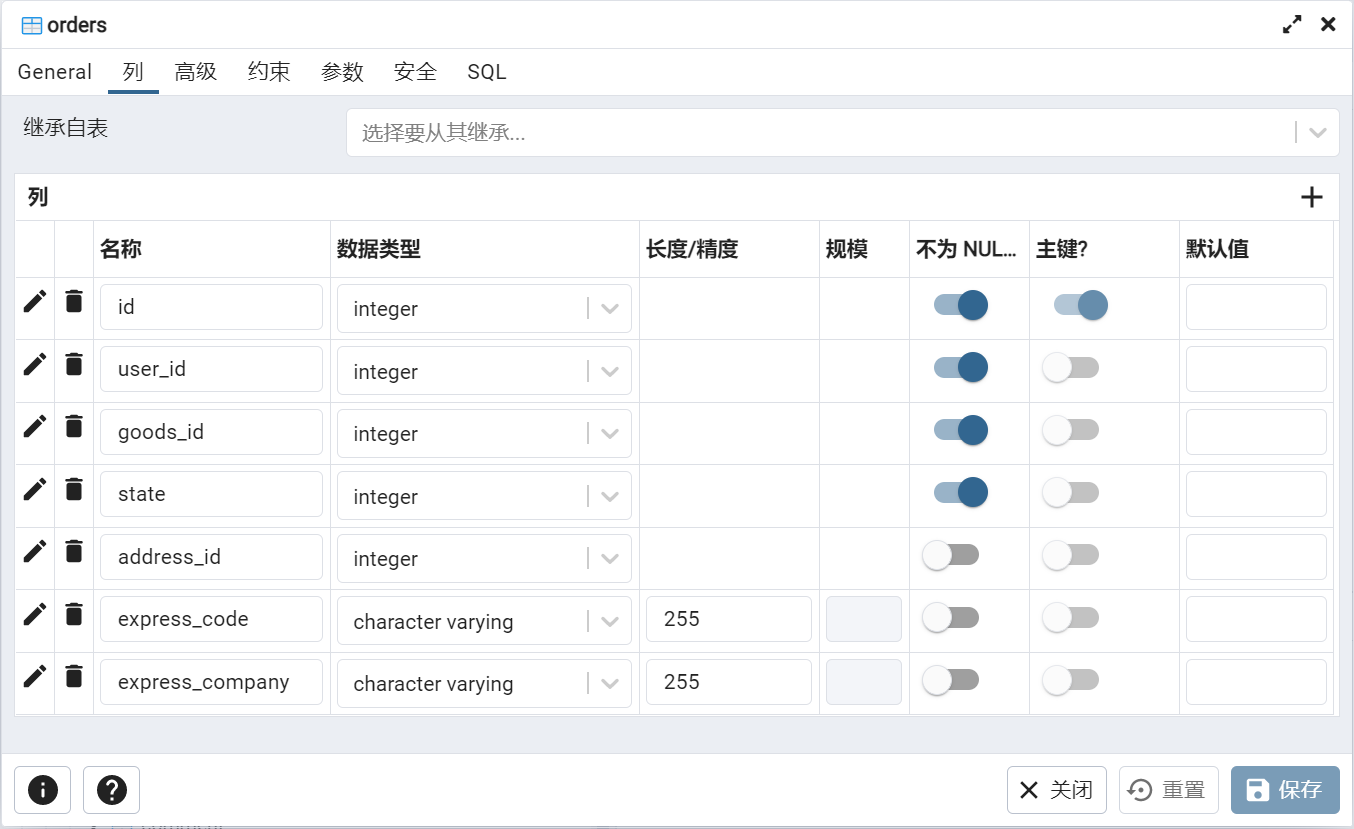 orders
General 列 高级 约束 参数 安全 SQL
继承自表 选择要从其继承...
列
名称 数据类型 长度/精度 规模 不为 NUL... 主键? 默认值
id integer
user_id integer
goods_id integer
state integer
address_id integer
express_code character varying 255
express_company character varying 255
关闭 重置 保存